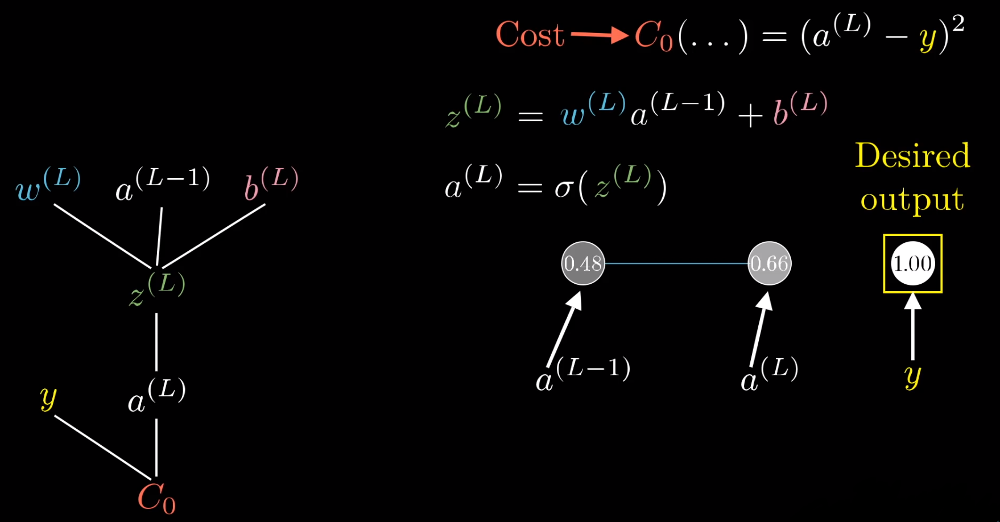 Cost C₀(...) = (a⁽ᴸ⁾ − y)²
z⁽ᴸ⁾ = w⁽ᴸ⁾a⁽ᴸ⁻¹⁾ + b⁽ᴸ⁾
a⁽ᴸ⁾ = σ(z⁽ᴸ⁾)
Desired
output
0.48 0.66 1.00
a⁽ᴸ⁻¹⁾ a⁽ᴸ⁾ y
w⁽ᴸ⁾ a⁽ᴸ⁻¹⁾ b⁽ᴸ⁾
z⁽ᴸ⁾
y a⁽ᴸ⁾
C₀